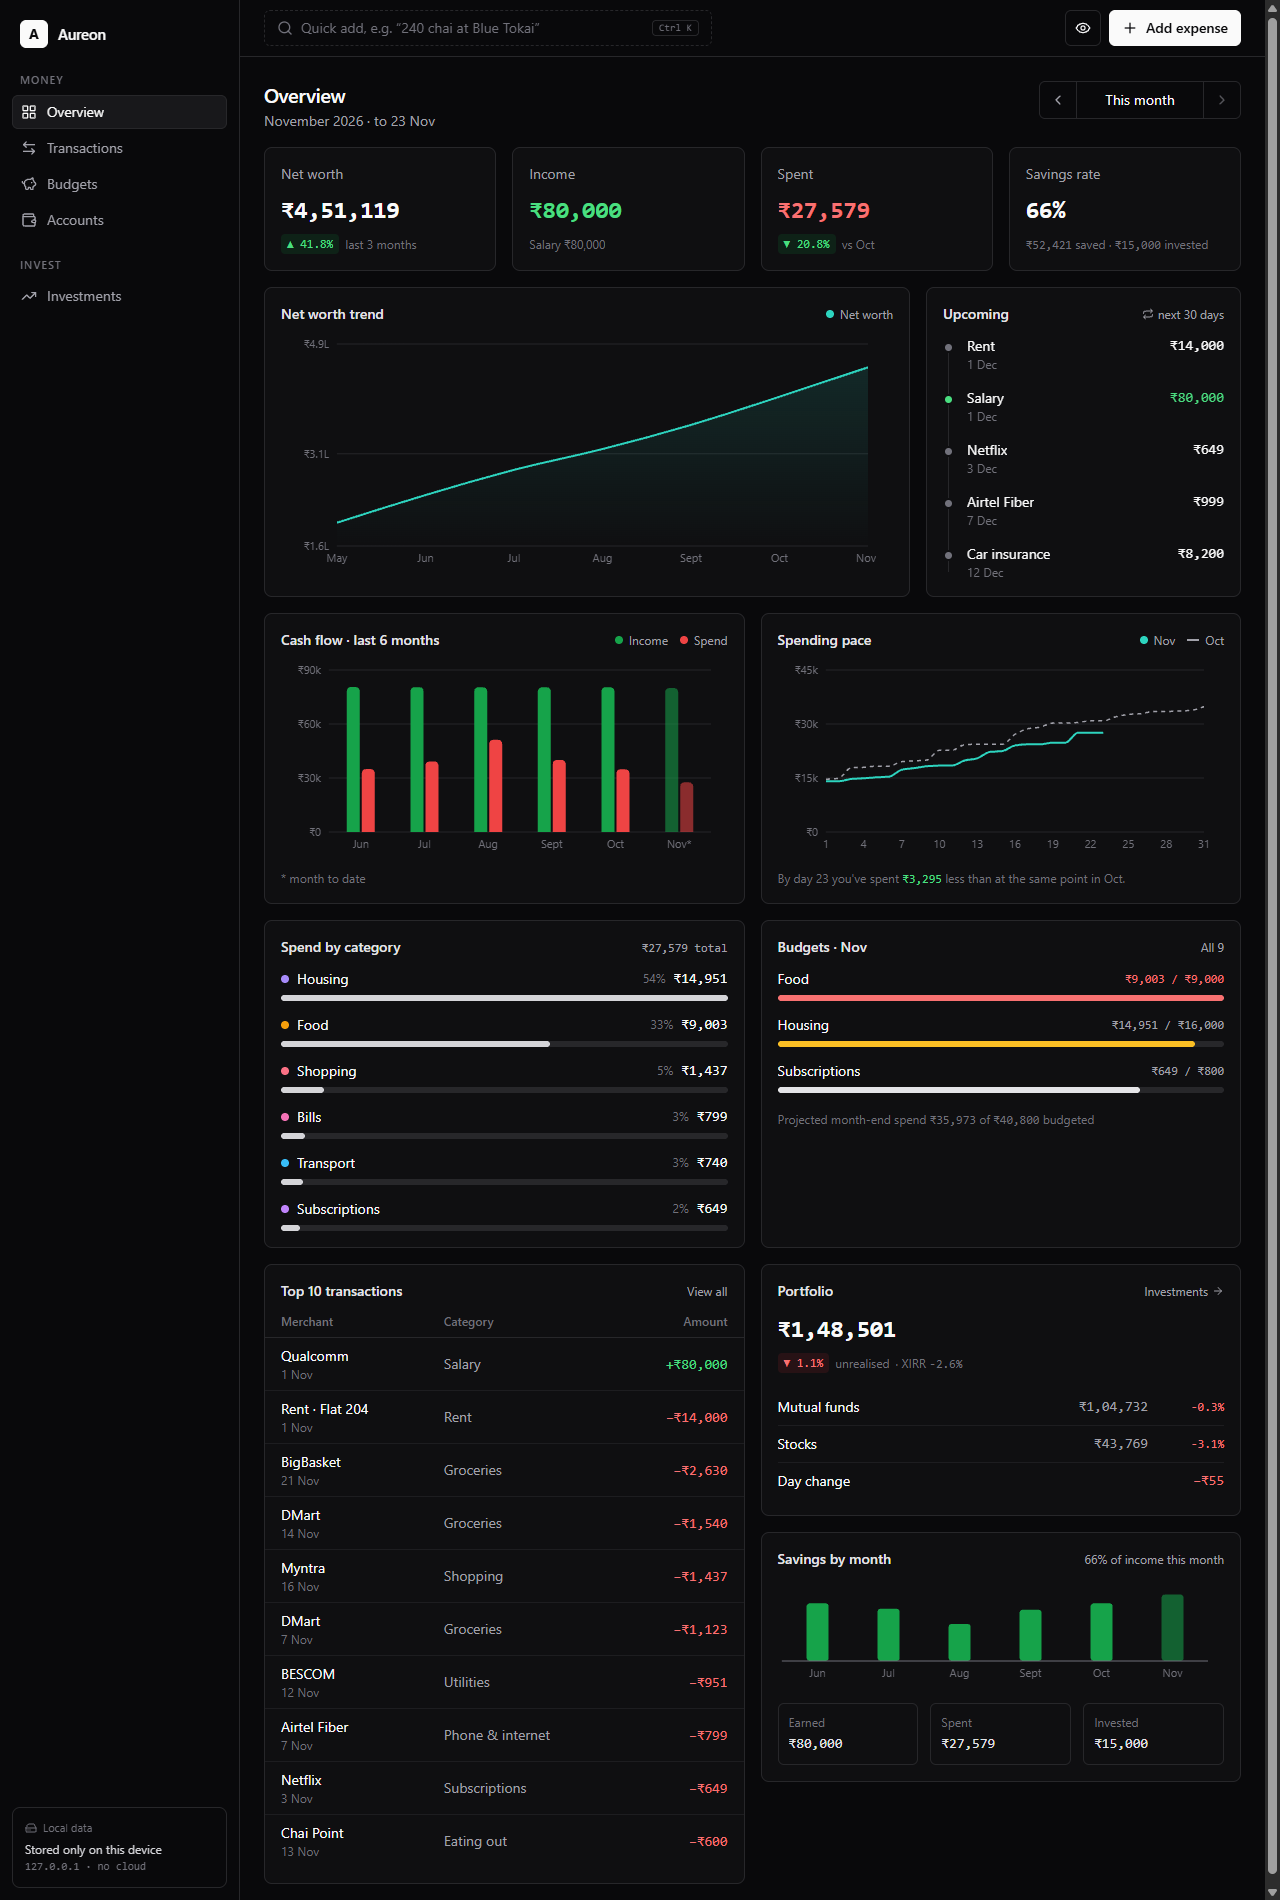 A Aureon
MONEY
Overview
Transactions
Budgets
Accounts
INVEST
Investments
Local data
Stored only on this device
127.0.0.1 · no cloud
Quick add, e.g. “240 chai at Blue Tokai” Ctrl K
Add expense
Overview
November 2026 · to 23 Nov
This month
Net worth
₹4,51,119
▲ 41.8% last 3 months
Income
₹80,000
Salary ₹80,000
Spent
₹27,579
▼ 20.8% vs Oct
Savings rate
66%
₹52,421 saved · ₹15,000 invested
Net worth trend Net worth
₹4.9L
₹3.1L
₹1.6L
May Jun Jul Aug Sept Oct Nov
Upcoming next 30 days
Rent ₹14,000
1 Dec
Salary ₹80,000
1 Dec
Netflix ₹649
3 Dec
Airtel Fiber ₹999
7 Dec
Car insurance ₹8,200
12 Dec
Cash flow · last 6 months Income Spend
₹90k
₹60k
₹30k
₹0
Jun Jul Aug Sept Oct Nov*
* month to date
Spending pace Nov Oct
₹45k
₹30k
₹15k
₹0
1 4 7 10 13 16 19 22 25 28 31
By day 23 you've spent ₹3,295 less than at the same point in Oct.
Spend by category ₹27,579 total
Housing 54% ₹14,951
Food 33% ₹9,003
Shopping 5% ₹1,437
Bills 3% ₹799
Transport 3% ₹740
Subscriptions 2% ₹649
Budgets · Nov All 9
Food ₹9,003 / ₹9,000
Housing ₹14,951 / ₹16,000
Subscriptions ₹649 / ₹800
Projected month-end spend ₹35,973 of ₹40,800 budgeted
Top 10 transactions View all
Merchant Category Amount
Qualcomm Salary +₹80,000
1 Nov
Rent · Flat 204 Rent −₹14,000
1 Nov
BigBasket Groceries −₹2,630
21 Nov
DMart Groceries −₹1,540
14 Nov
Myntra Shopping −₹1,437
16 Nov
DMart Groceries −₹1,123
7 Nov
BESCOM Utilities −₹951
12 Nov
Airtel Fiber Phone & internet −₹799
7 Nov
Netflix Subscriptions −₹649
3 Nov
Chai Point Eating out −₹600
13 Nov
Portfolio Investments →
₹1,48,501
▼ 1.1% unrealised · XIRR -2.6%
Mutual funds ₹1,04,732 -0.3%
Stocks ₹43,769 -3.1%
Day change −₹55
Savings by month 66% of income this month
Jun Jul Aug Sept Oct Nov
Earned
₹80,000
Spent
₹27,579
Invested
₹15,000